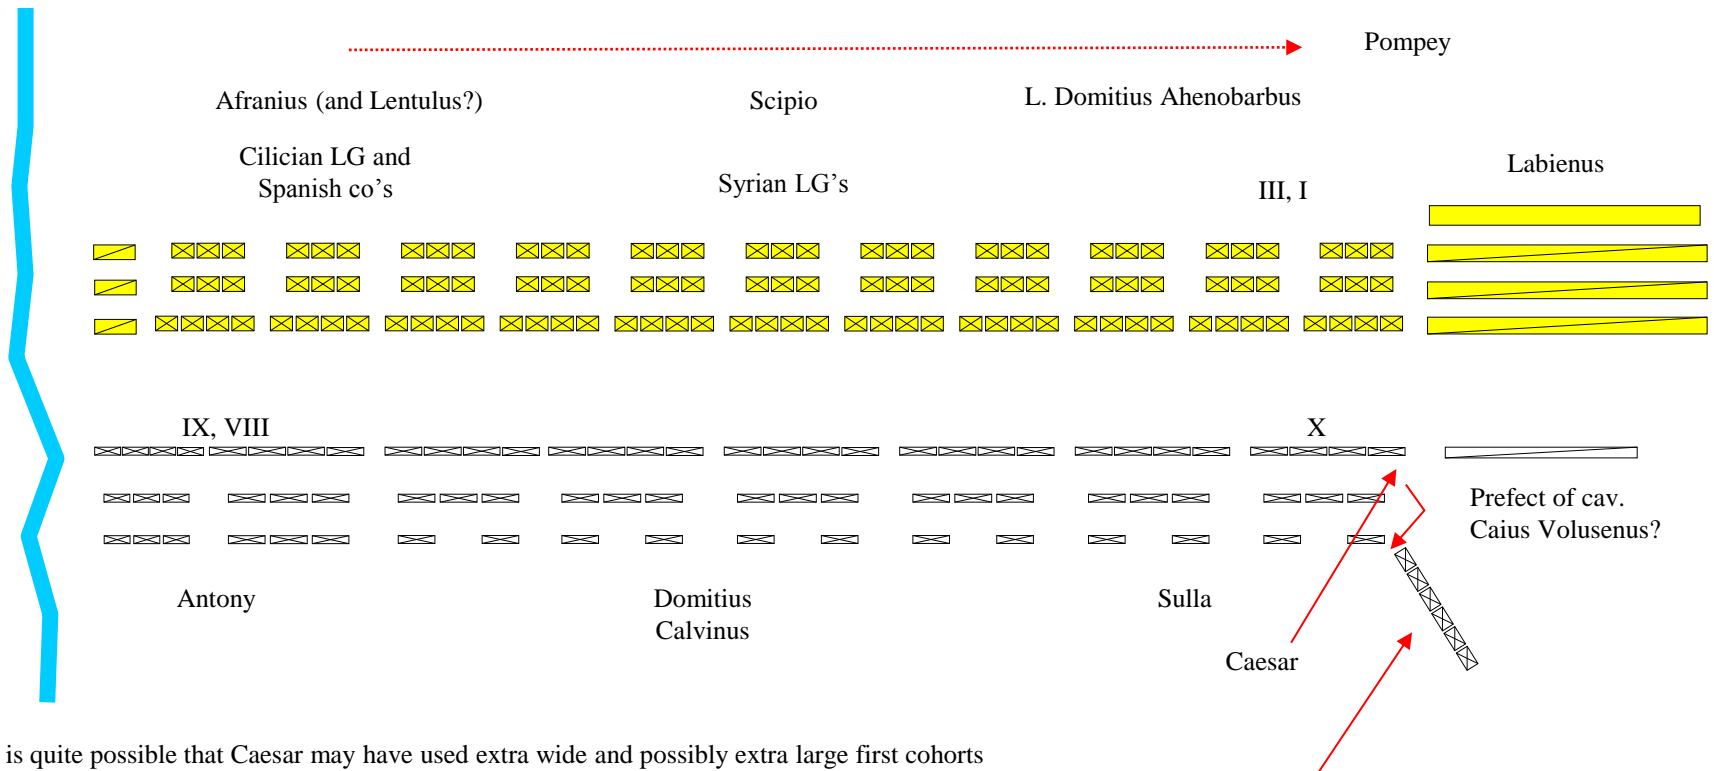 Pompey
Afranius (and Lentulus?)
Scipio
L. Domitius Ahenobarbus
Cilician LG and
Spanish co’s
Syrian LG's
III, I
Labienus
IX, VIII
X
Prefect of cav.
Caius Volusenus?
Antony
Domitius
Calvinus
Sulla
Caesar
is quite possible that Caesar may have used extra wide and possibly extra large first cohorts